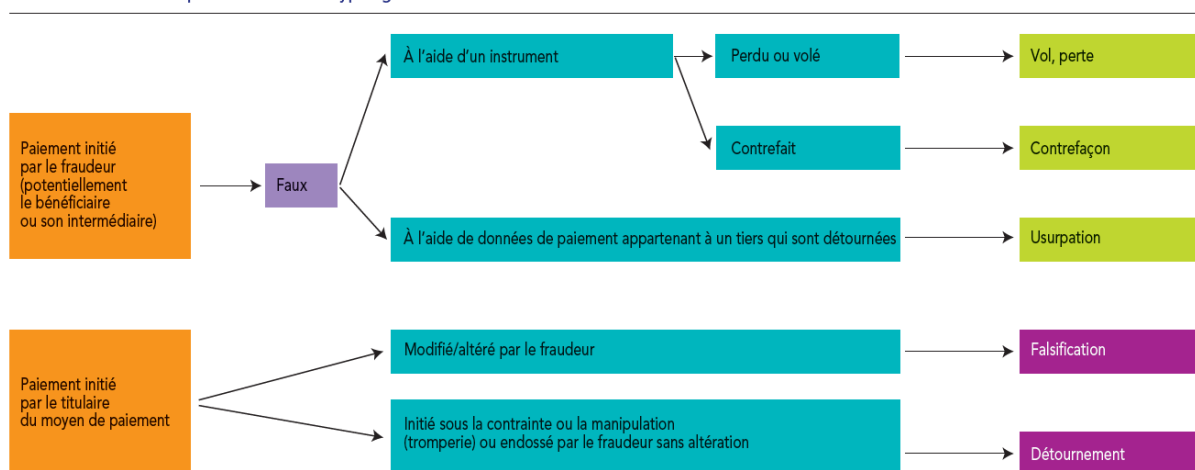 À l'aide d'un instrument
Perdu ou volé
Vol, perte
Paiement initié
par le fraudeur
(potentiellement
le bénéficiaire
ou son intermédiaire)
Faux
Contrefait
Contrefaçon
À l'aide de données de paiement appartenant à un tiers qui sont détournées
Usurpation
Paiement initié
par le titulaire
du moyen de paiement
Modifié/altéré par le fraudeur
Falsification
Initié sous la contrainte ou la manipulation
(tromperie) ou endossé par le fraudeur sans altération
Détournement